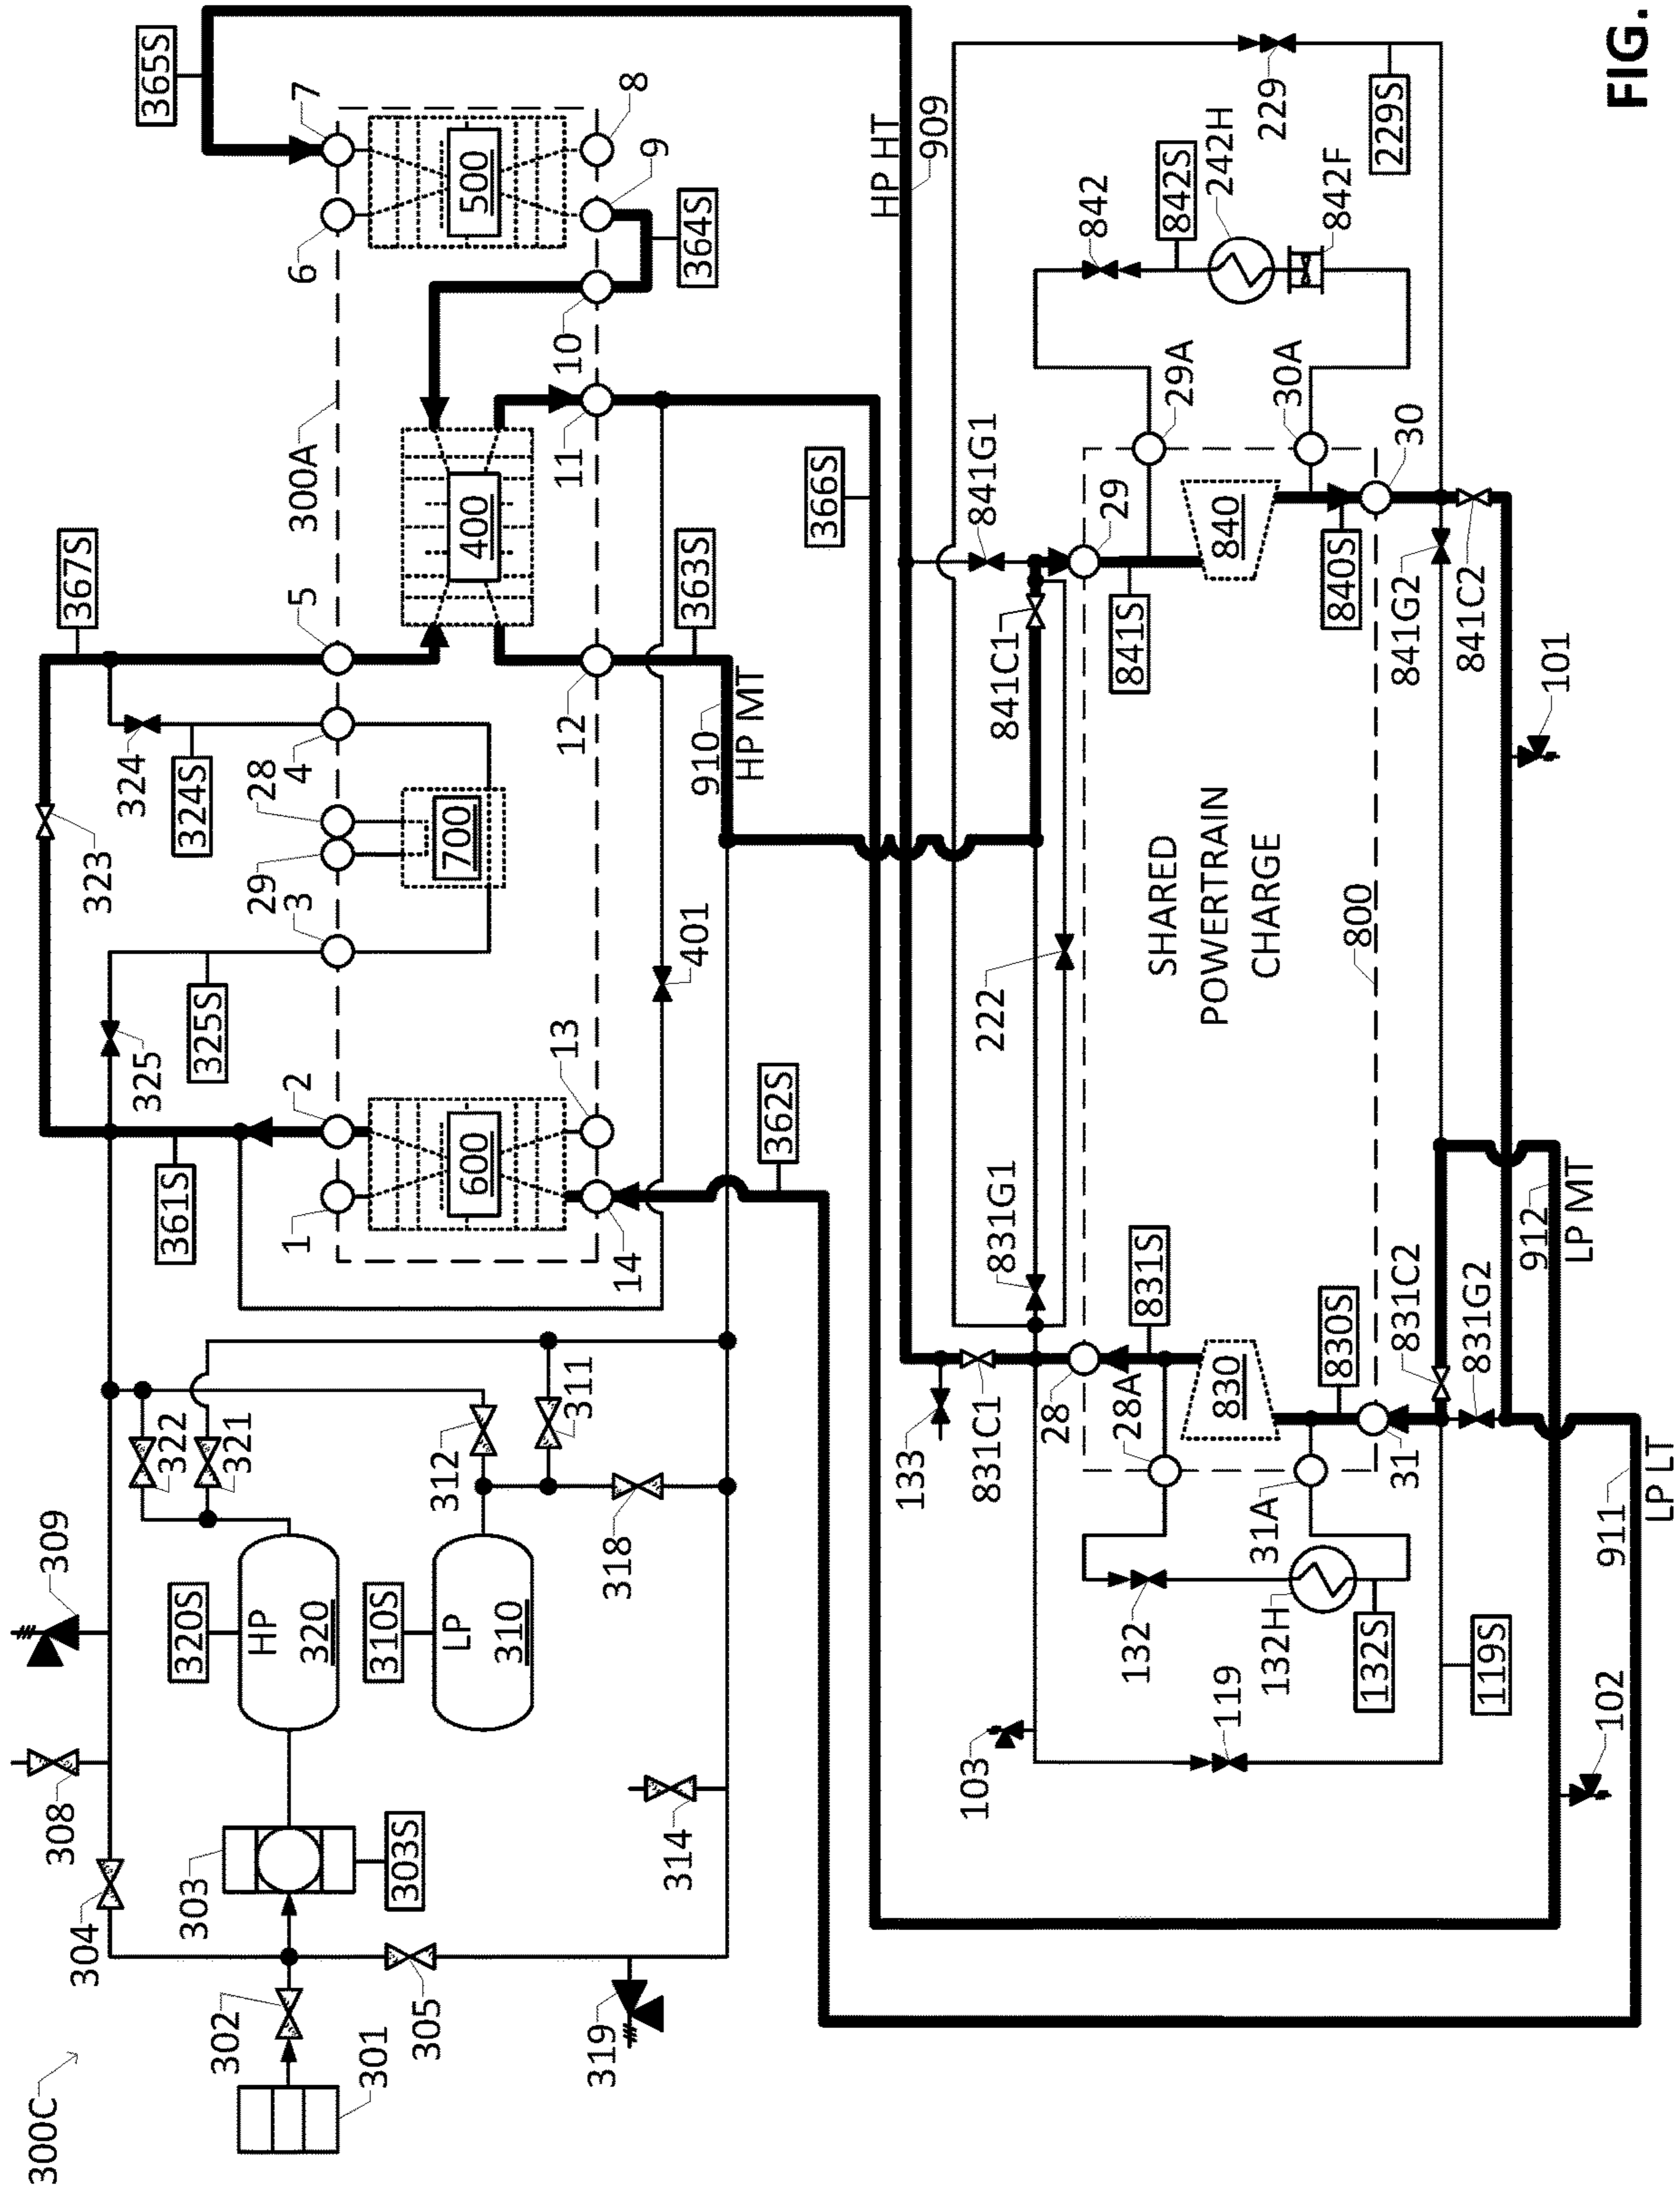 300C
301
302
303
303S
304
305
308
309
319
314
HP
320
320S
LP
310
310S
318
312
311
322
321
361S
1
2
600
14
13
362S
325
325S
3
29
28
700
4
324
324S
323
367S
5
300A
400
12
363S
910
HP MT
401
11
10
366S
6
7
500
8
9
364S
365S
HP HT
909
229
229S
842
842S
242H
842F
29A
30A
841G1
29
841C1
841S
840
840S
30
841G2
841C2
101
222
SHARED
POWERTRAIN
CHARGE
800
831G1
831S
28
28A
830
830S
31
31A
831C2
831G2
912
LP MT
911
LP LT
133
831C1
132
132H
132S
119
119S
103
102
FIG.